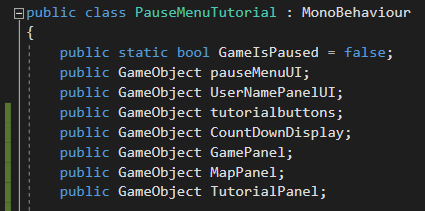 public class PauseMenuTutorial : MonoBehaviour
{
public static bool GameIsPaused = false;
public GameObject pauseMenuUI;
public GameObject UserNamePanelUI;
public GameObject tutorialbuttons;
public GameObject CountDownDisplay;
public GameObject GamePanel;
public GameObject MapPanel;
public GameObject TutorialPanel;